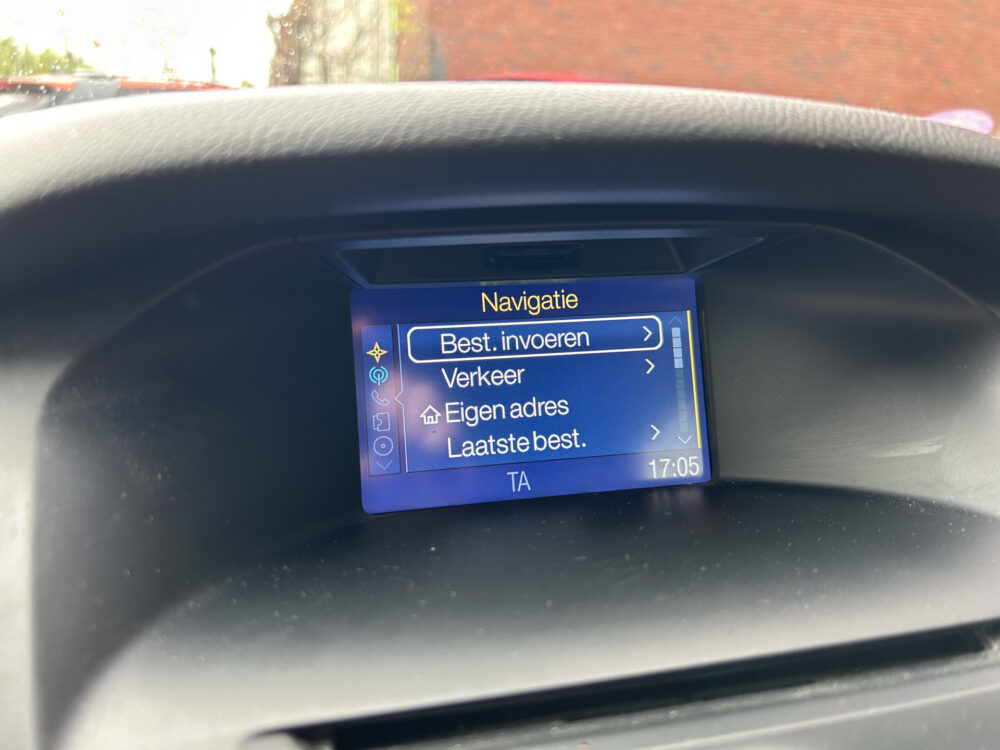 Navigatie
Best. invoeren
Verkeer
Eigen adres
Laatste best.
TA
17:05